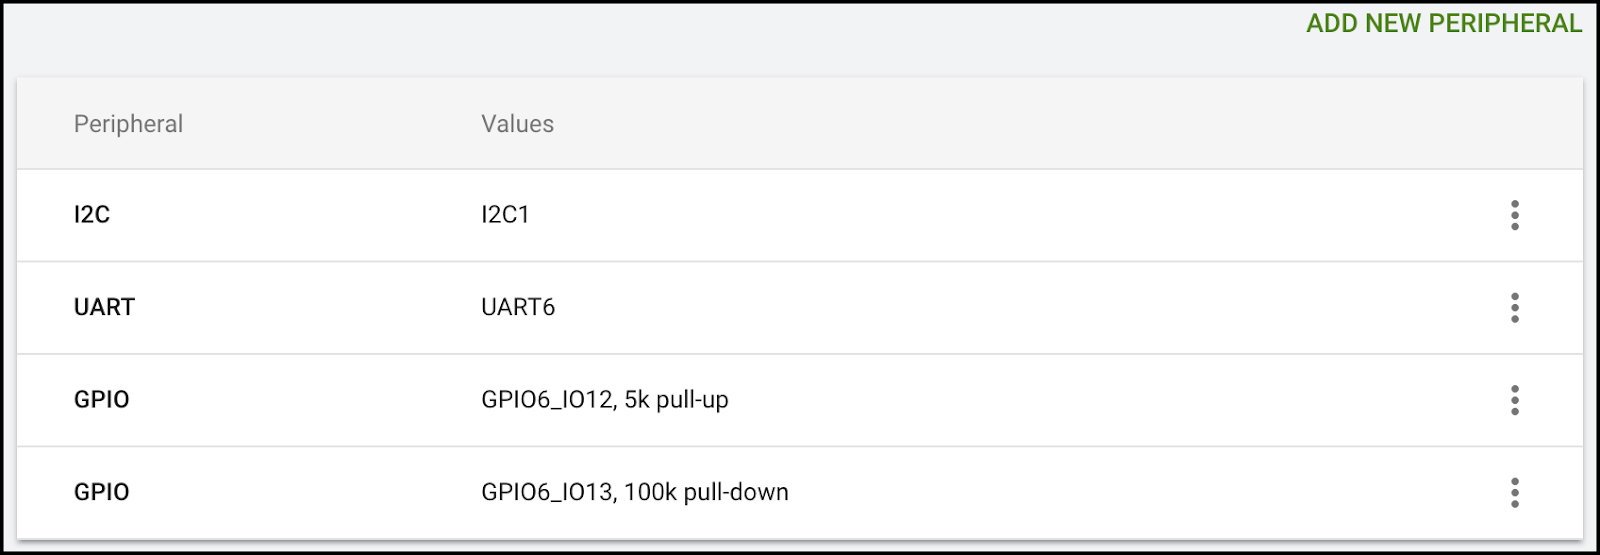 ADD NEW PERIPHERAL
Peripheral Values
I2C I2C1
UART UART6
GPIO GPIO6_IO12, 5k pull-up
GPIO GPIO6_IO13, 100k pull-down